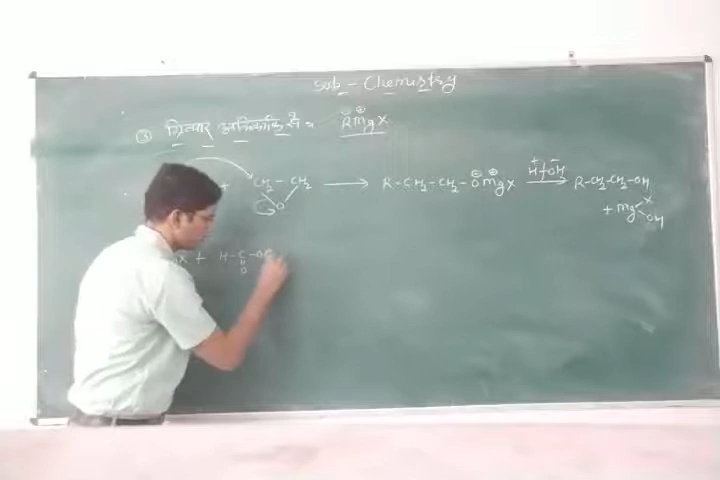 Sub - Chemistry
③ ग्रिन्यार अभिकर्मक से = R⊖Mg⊕X
+ CH2 - CH2 O ⟶ R-CH2-CH2-O⊖Mg⊕X H+ OH- ⟶ R-CH2-CH2-OH
+ Mg X OH
X + H-C-O
O